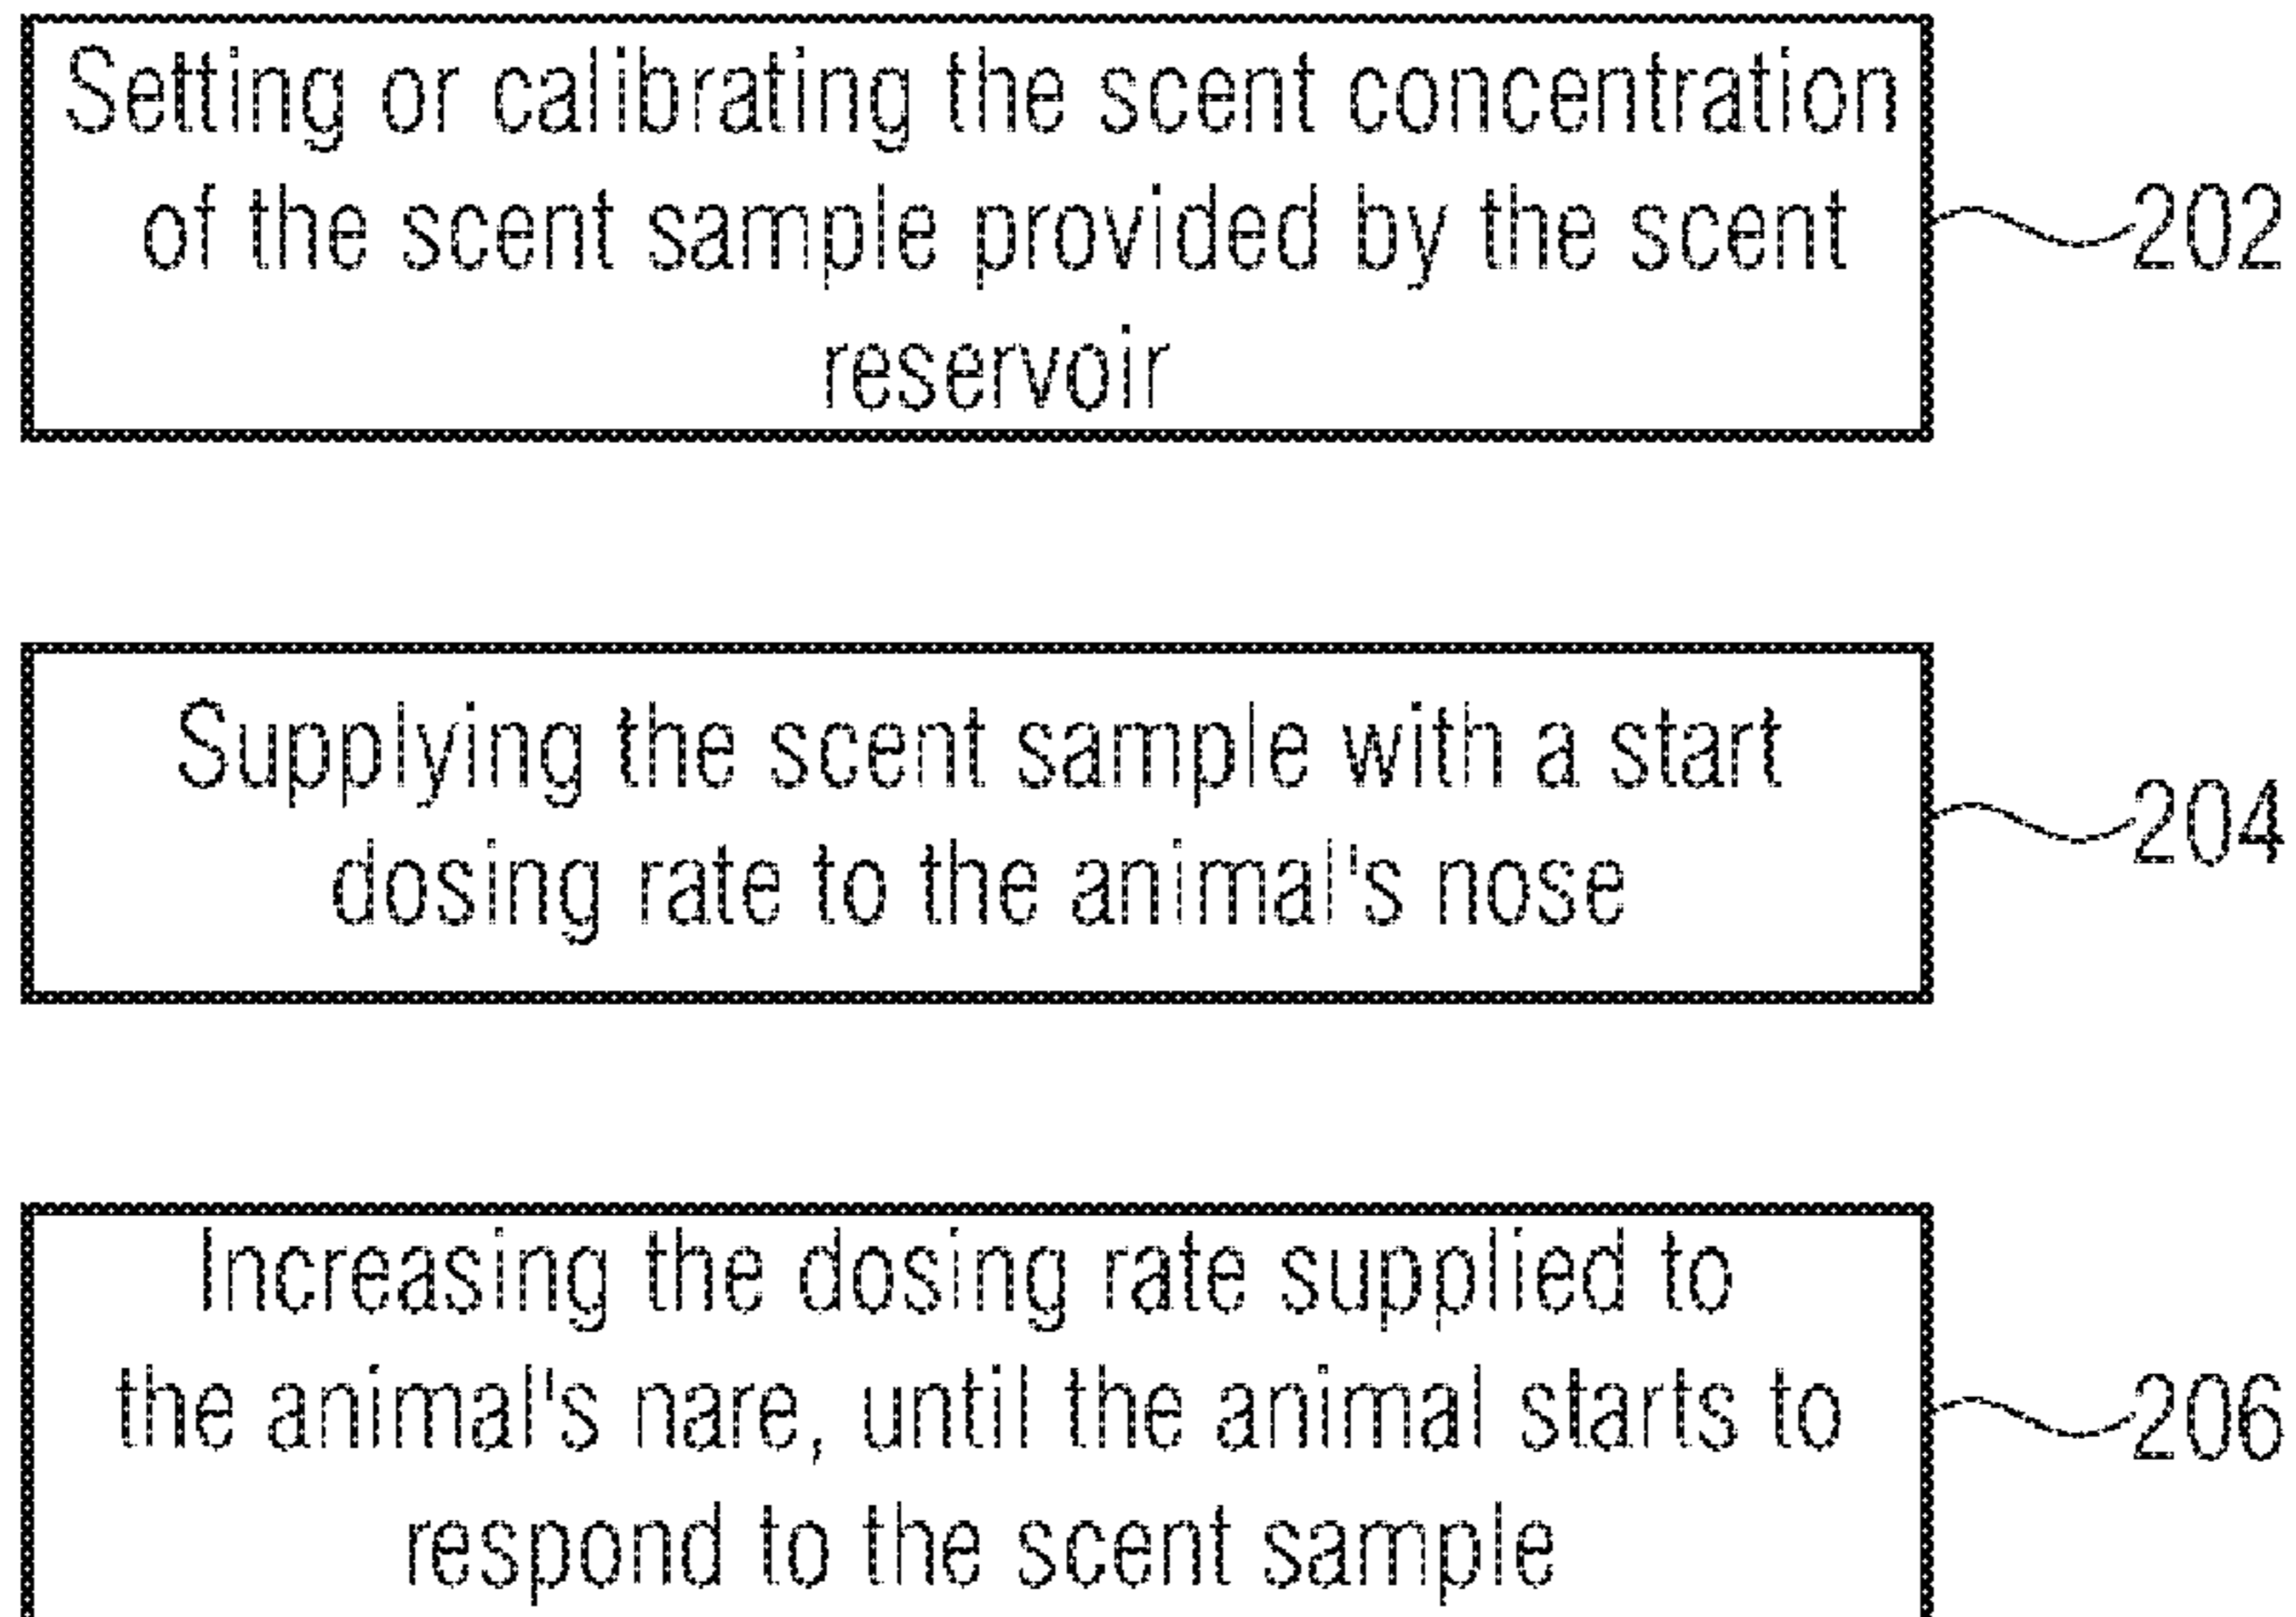 Setting or calibrating the scent concentration
of the scent sample provided by the scent
reservoir
202
Supplying the scent sample with a start
dosing rate to the animal's nose
204
Increasing the dosing rate supplied to
the animal's nare, until the animal starts to
respond to the scent sample
206